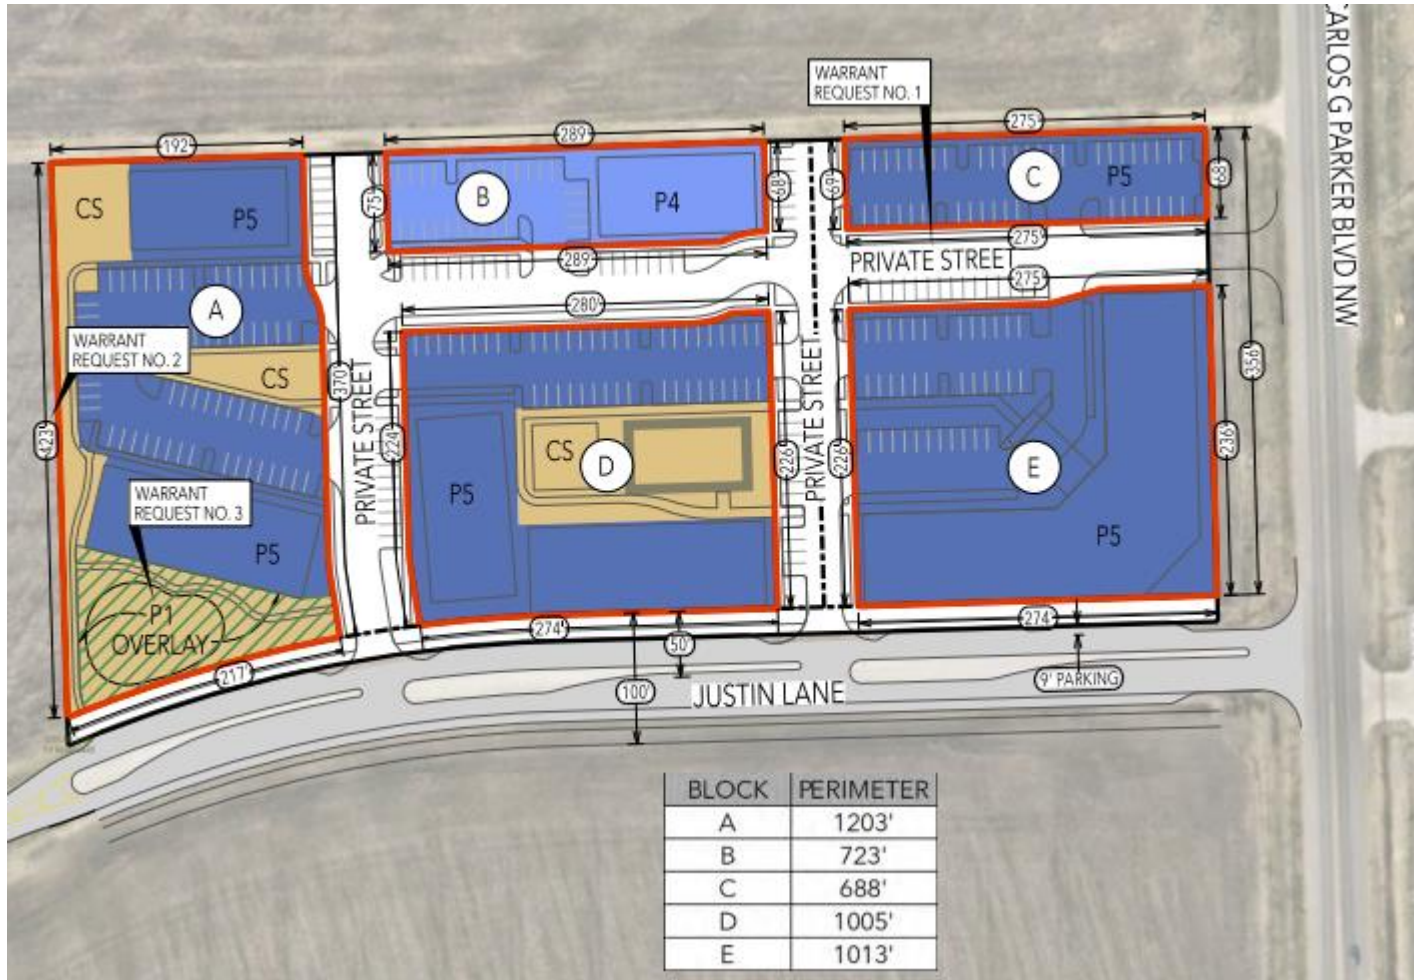 CARLOS G PARKER BLVD NW
WARRANT
REQUEST NO. 1
192'
289'
275'
CS
P5
B
P4
C
P5
75'
68'
69'
68'
275'
PRIVATE STREET
289'
275'
280'
A
WARRANT
REQUEST NO. 2
CS
370'
PRIVATE STREET
224'
PRIVATE STREET
356'
423'
CS
D
226'
226'
E
236'
P5
WARRANT
REQUEST NO. 3
P5
P5
P1
OVERLAY
217'
274'
50'
100'
274'
9' PARKING
JUSTIN LANE
BLOCK PERIMETER
A 1203'
B 723'
C 688'
D 1005'
E 1013'